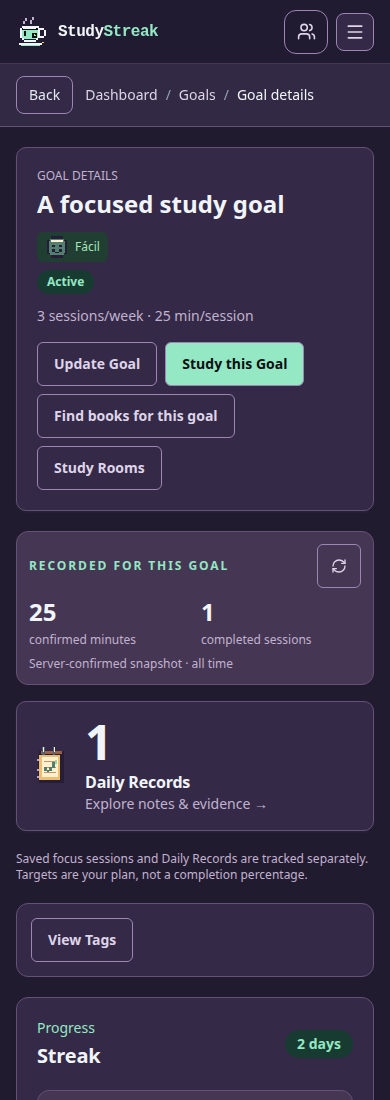 StudyStreak
Back
Dashboard / Goals / Goal details
GOAL DETAILS
A focused study goal
Fácil
Active
3 sessions/week · 25 min/session
Update Goal
Study this Goal
Find books for this goal
Study Rooms
RECORDED FOR THIS GOAL
25
1
confirmed minutes
completed sessions
Server-confirmed snapshot · all time
1
Daily Records
Explore notes & evidence →
Saved focus sessions and Daily Records are tracked separately.
Targets are your plan, not a completion percentage.
View Tags
Progress
Streak
2 days